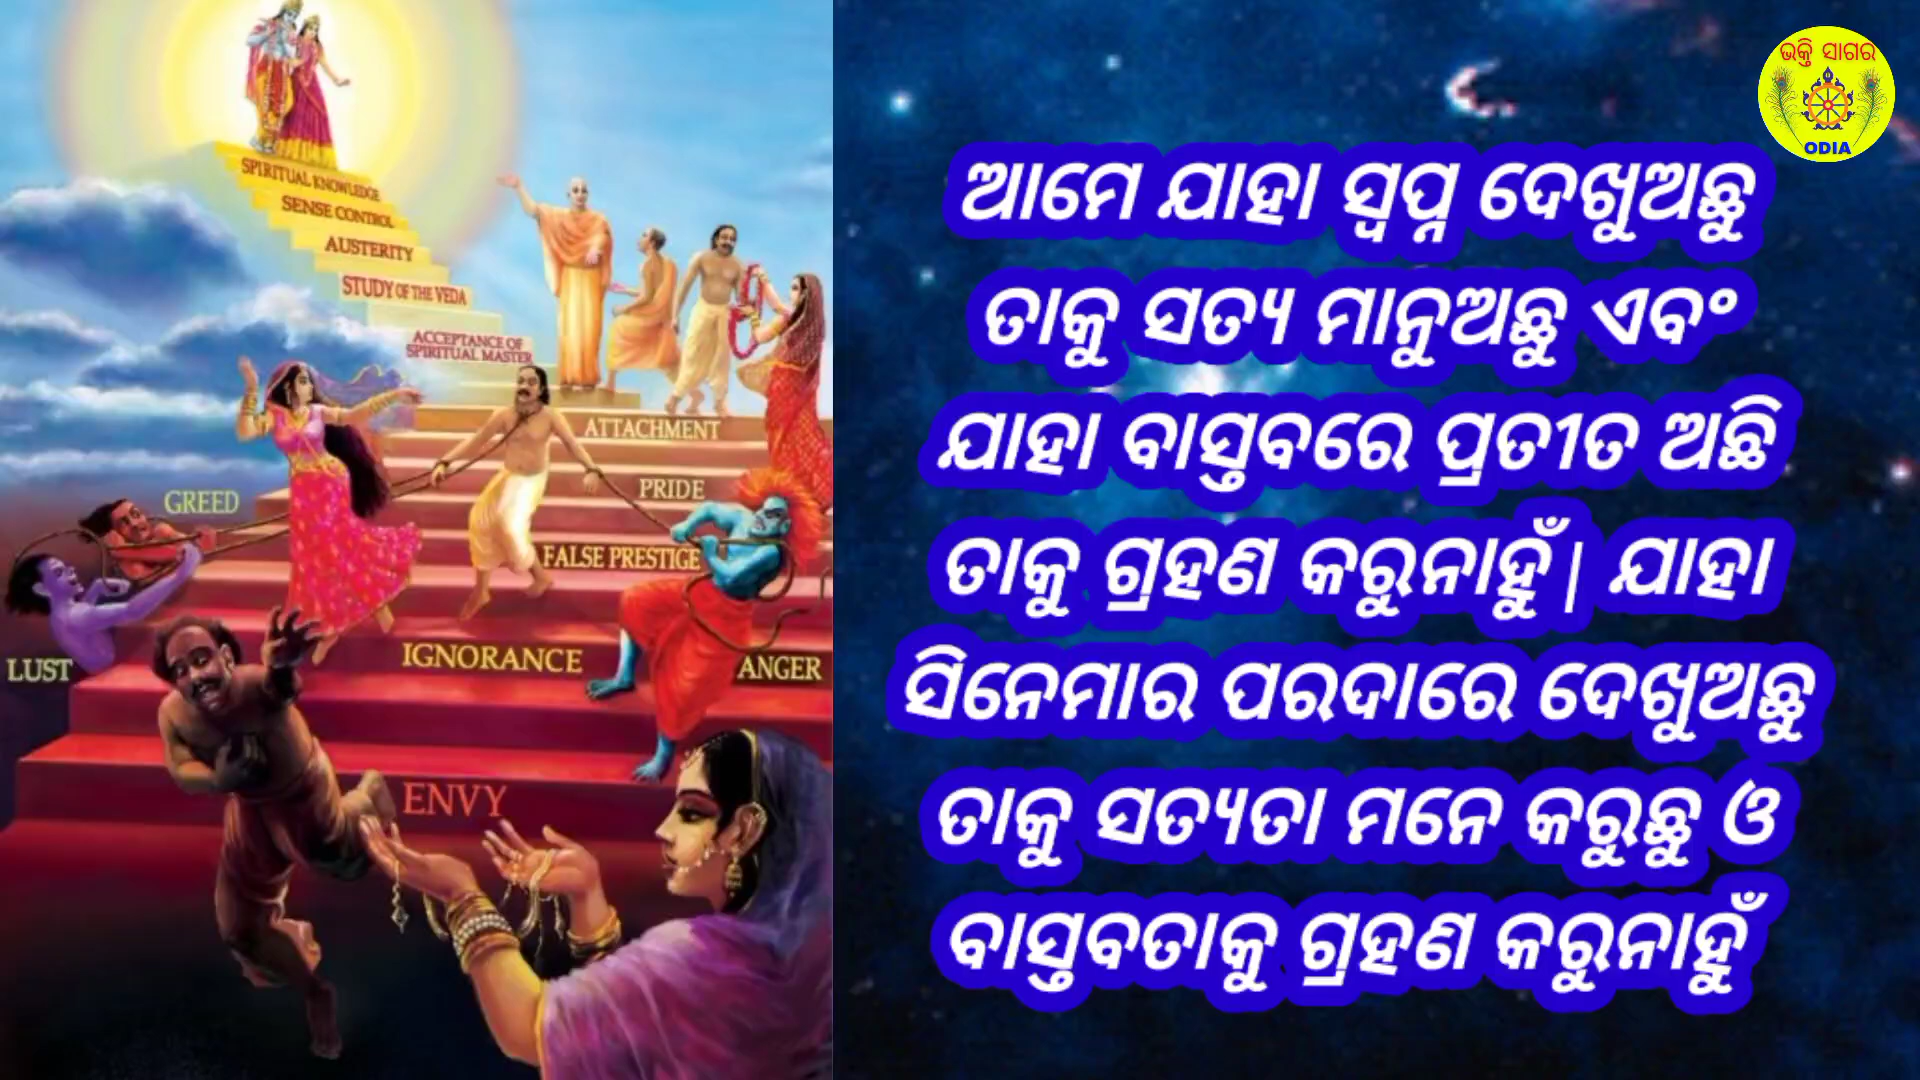 SPIRITUAL KNOWLEDGE
SENSE CONTROL
AUSTERITY
STUDY OF THE VEDA
ACCEPTANCE OF
SPIRITUAL MASTER
ATTACHMENT
GREED
PRIDE
FALSE PRESTIGE
LUST
IGNORANCE
ANGER
ENVY
ଭକ୍ତି ସାଗର
ODIA
ଆମେ ଯାହା ସ୍ୱପ୍ନ ଦେଖୁଅଛୁ
ତାକୁ ସତ୍ୟ ମାନୁଅଛୁ ଏବଂ
ଯାହା ବାସ୍ତବରେ ପ୍ରତୀତ ଅଛି
ତାକୁ ଗ୍ରହଣ କରୁନାହୁଁ| ଯାହା
ସିନେମାର ପରଦାରେ ଦେଖୁଅଛୁ
ତାକୁ ସତ୍ୟତା ମନେ କରୁଛୁ ଓ
ବାସ୍ତବତାକୁ ଗ୍ରହଣ କରୁନାହୁଁ